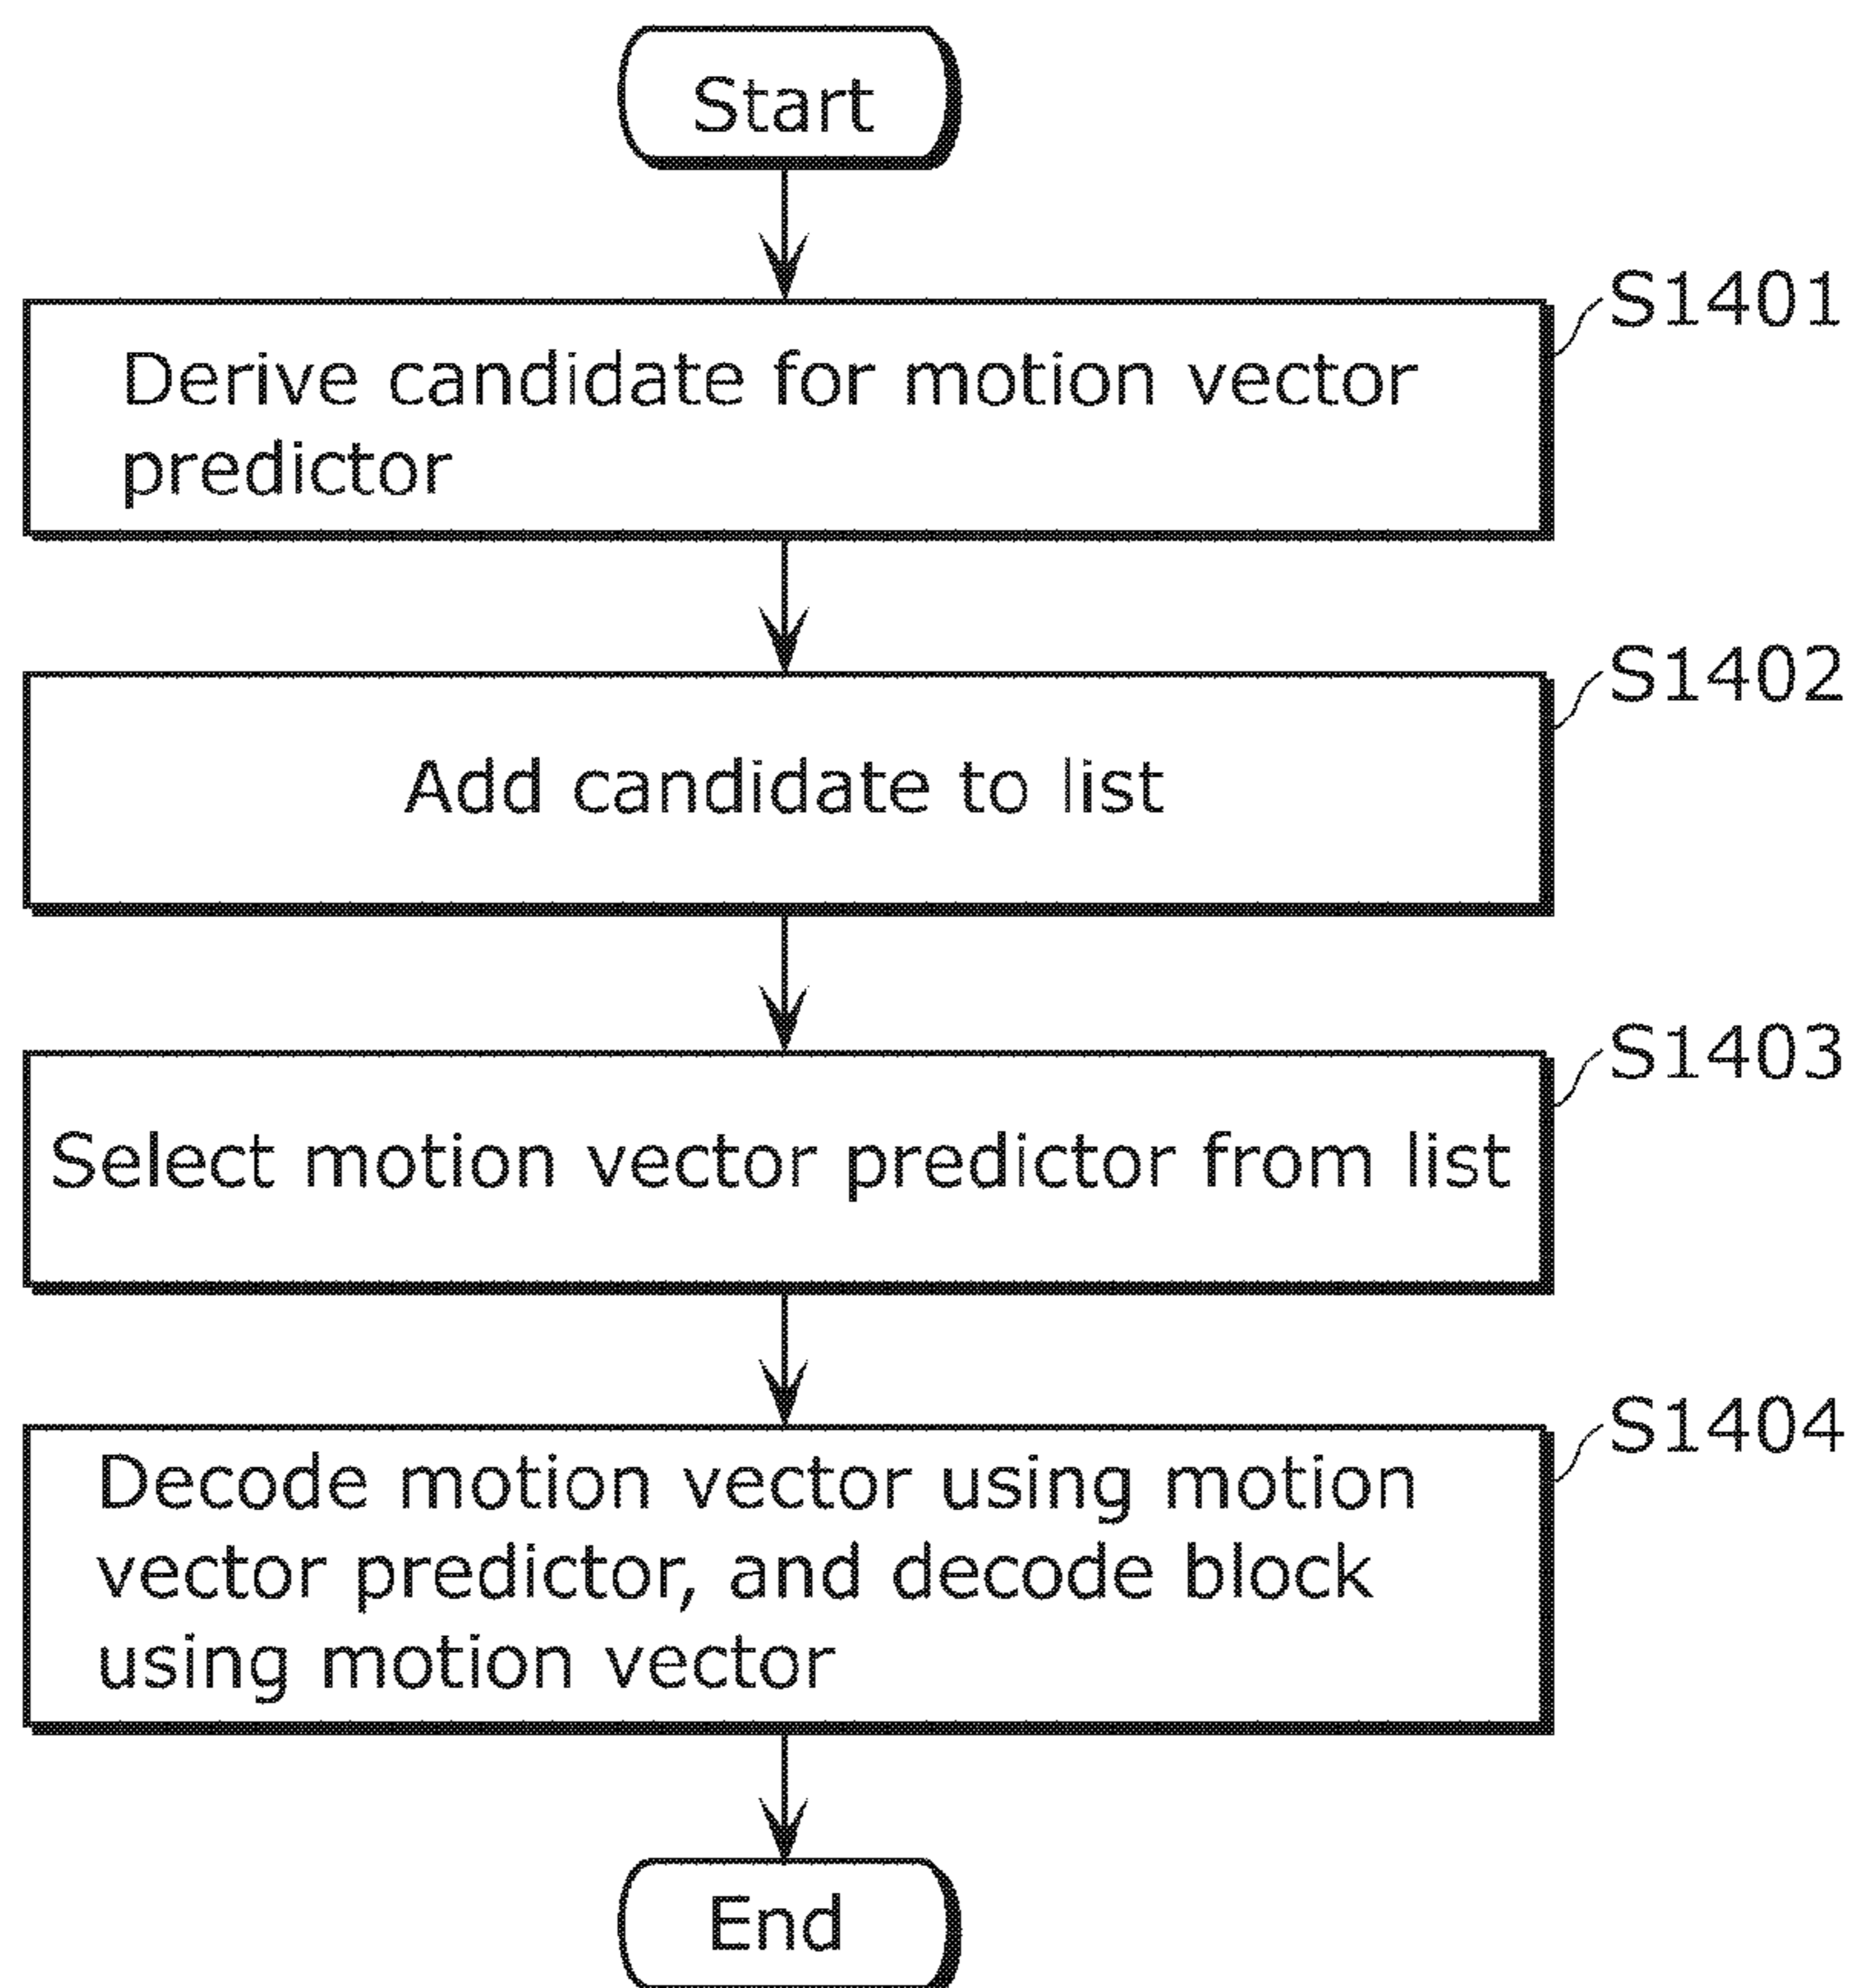 Start
S1401
Derive candidate for motion vector
predictor
S1402
Add candidate to list
S1403
Select motion vector predictor from list
S1404
Decode motion vector using motion
vector predictor, and decode block
using motion vector
End